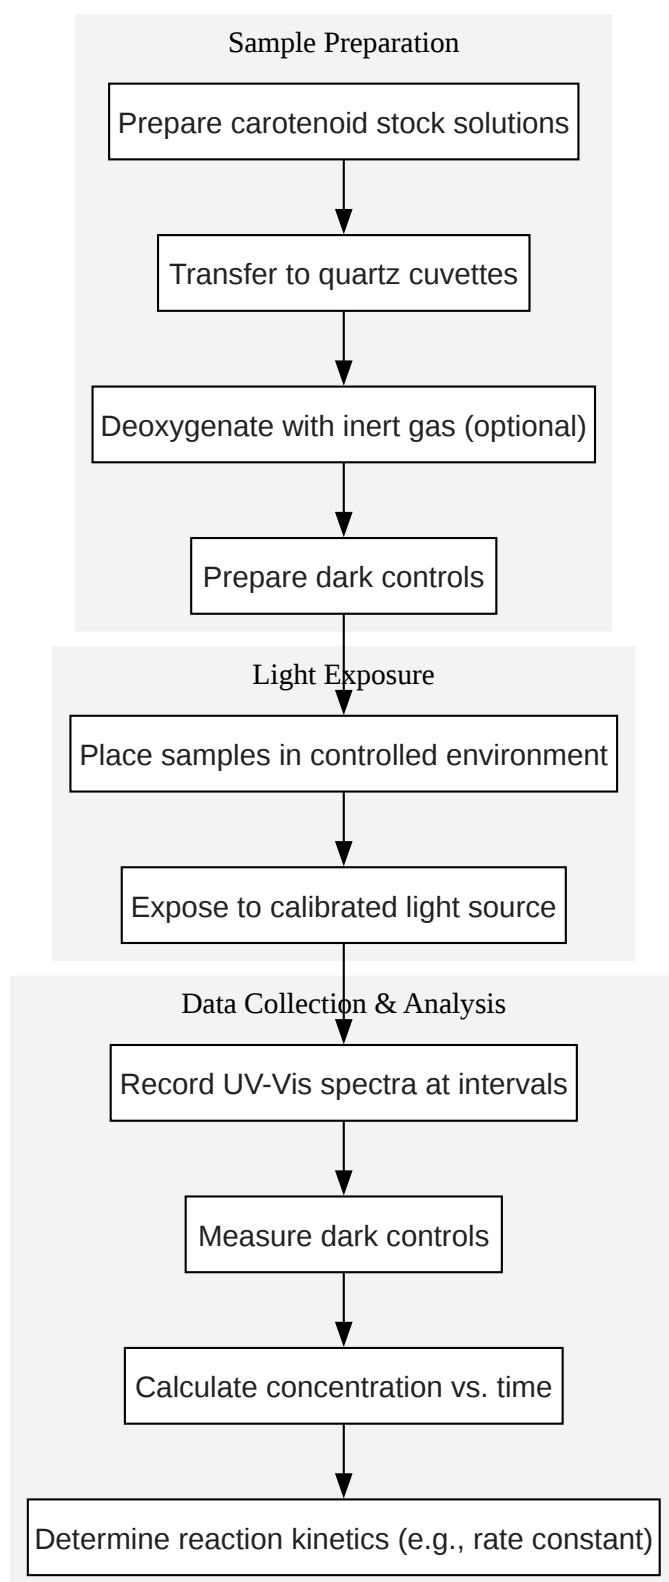 Sample Preparation
Prepare carotenoid stock solutions
Transfer to quartz cuvettes
Deoxygenate with inert gas (optional)
Prepare dark controls
Light Exposure
Place samples in controlled environment
Expose to calibrated light source
Data Collection & Analysis
Record UV-Vis spectra at intervals
Measure dark controls
Calculate concentration vs. time
Determine reaction kinetics (e.g., rate constant)